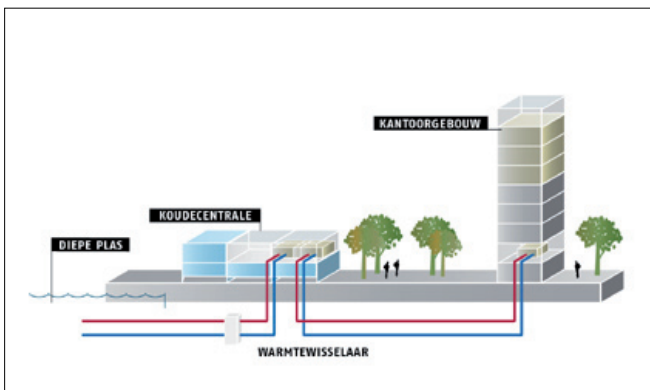 KANTOORGEBOUW
KOUDECENTRALE
DIEPE PLAS
WARMTEWISSELAAR